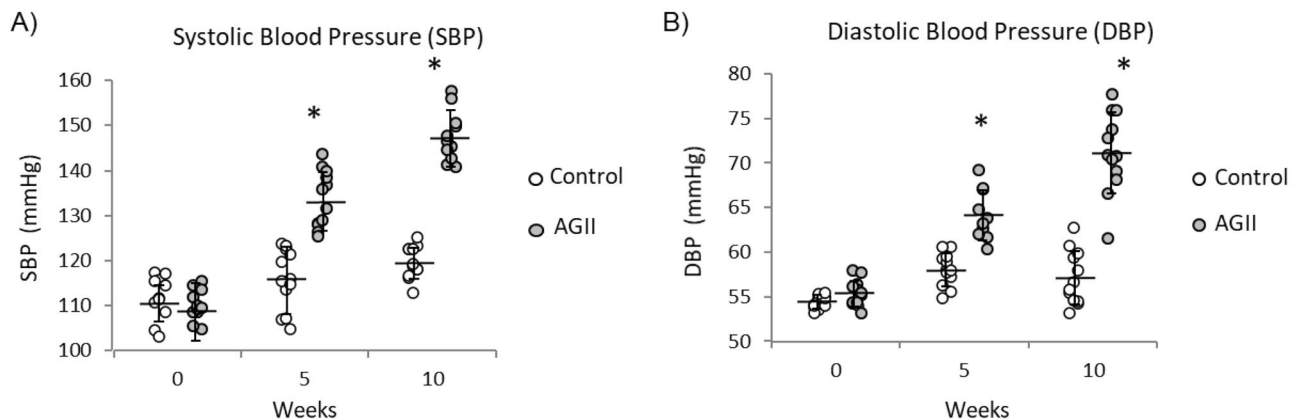 A)
Systolic Blood Pressure (SBP)
*
*
160
150
140
130
120
110
100
SBP (mmHg)
0
5
10
Weeks
Control
AGII
B)
Diastolic Blood Pressure (DBP)
*
*
80
75
70
65
60
55
50
DBP (mmHg)
0
5
10
Weeks
Control
AGII